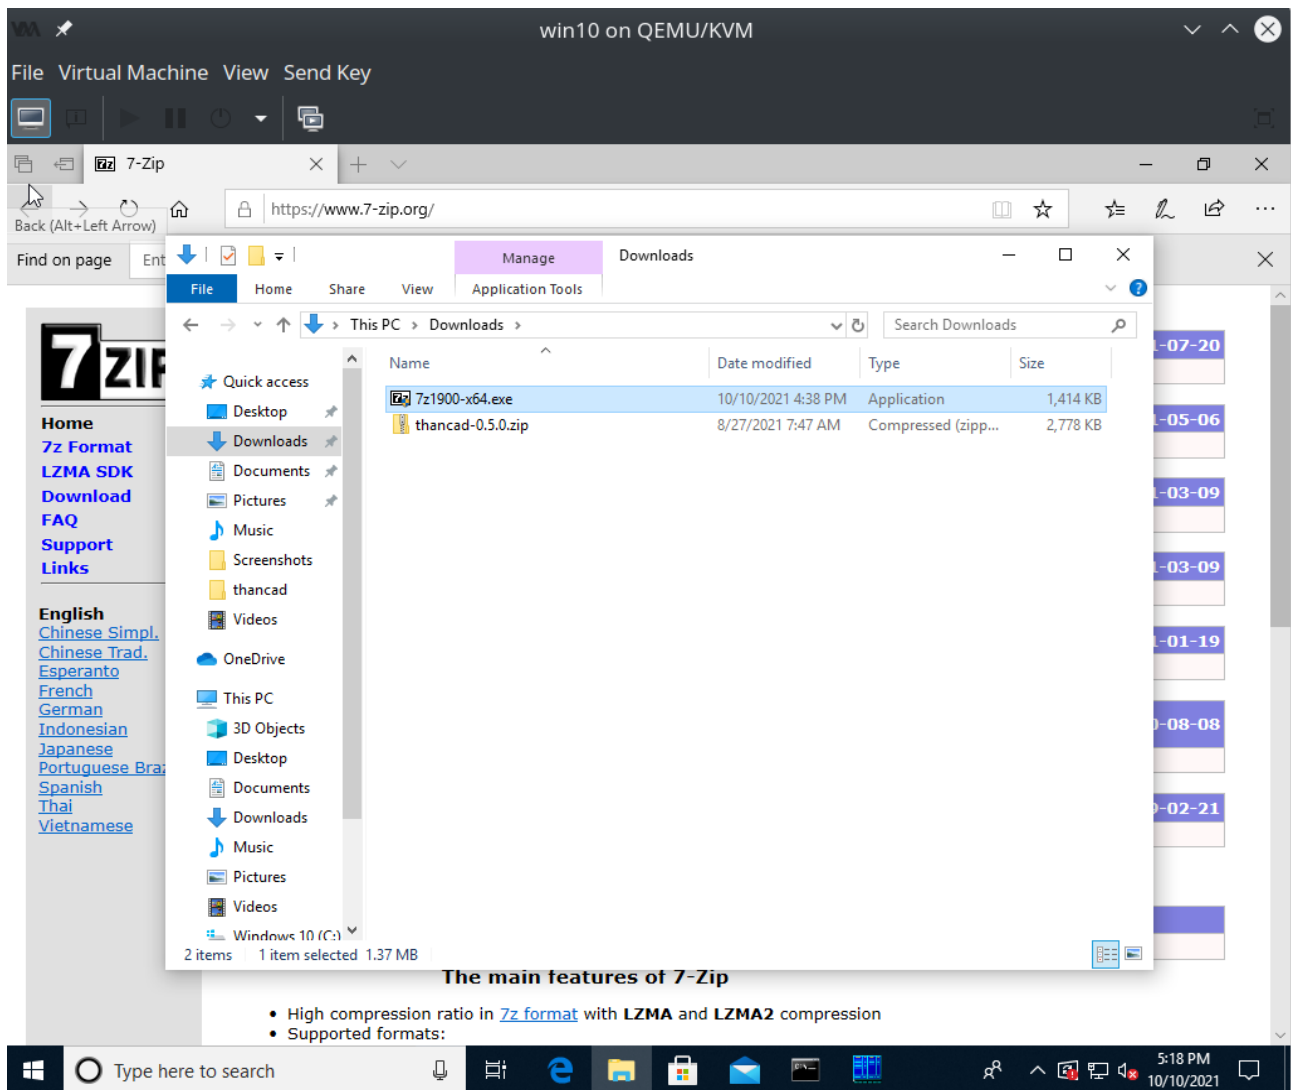 win10 on QEMU/KVM
File Virtual Machine View Send Key
7-Zip
https://www.7-zip.org/
Back (Alt+Left Arrow)
Find on page Ent
Manage Downloads
File Home Share View Application Tools
This PC Downloads Search Downloads
Name Date modified Type Size
7z1900-x64.exe 10/10/2021 4:38 PM Application 1,414 KB
thancad-0.5.0.zip 8/27/2021 7:47 AM Compressed (zipp... 2,778 KB
Quick access
Desktop
Downloads
Documents
Pictures
Music
Screenshots
thancad
Videos
OneDrive
This PC
3D Objects
Desktop
Documents
Downloads
Music
Pictures
Videos
Windows 10 (C:)
2 items 1 item selected 1.37 MB
7 ZIP
Home
7z Format
LZMA SDK
Download
FAQ
Support
Links
English
Chinese Simpl.
Chinese Trad.
Esperanto
French
German
Indonesian
Japanese
Portuguese Braz
Spanish
Thai
Vietnamese
-07-20
-05-06
-03-09
-03-09
-01-19
-08-08
-02-21
The main features of 7-Zip
• High compression ratio in 7z format with LZMA and LZMA2 compression
• Supported formats:
Type here to search
5:18 PM
10/10/2021